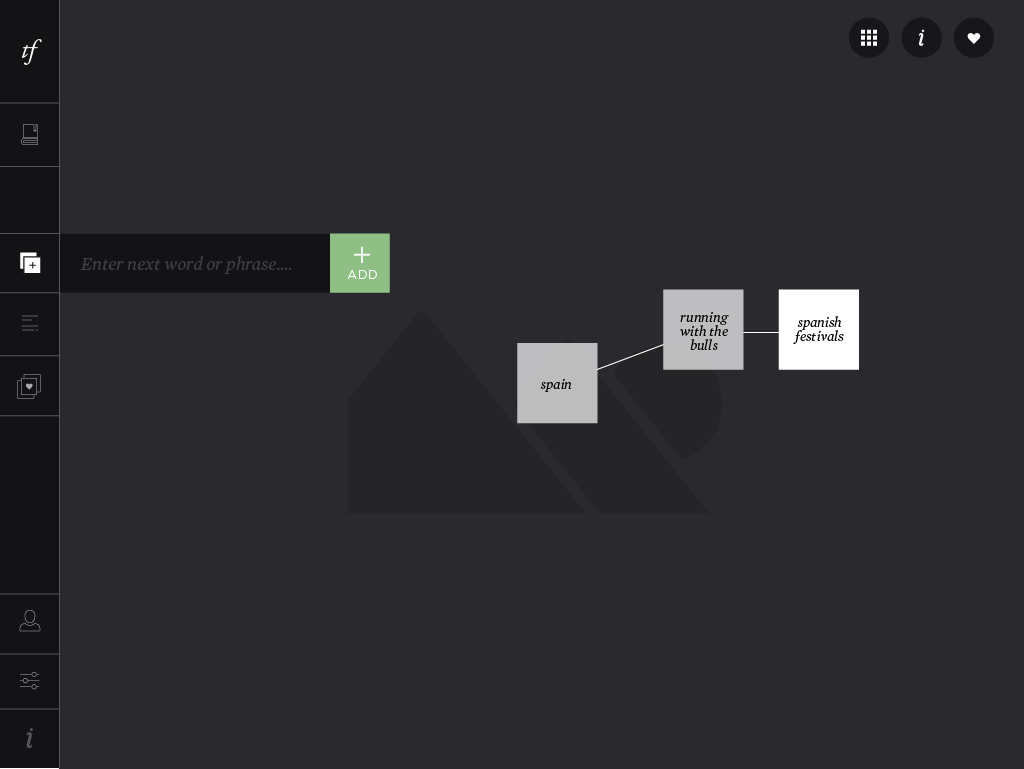 tf
i
Enter next word or phrase....
ADD
running
with the
bulls
spanish
festivals
spain
i